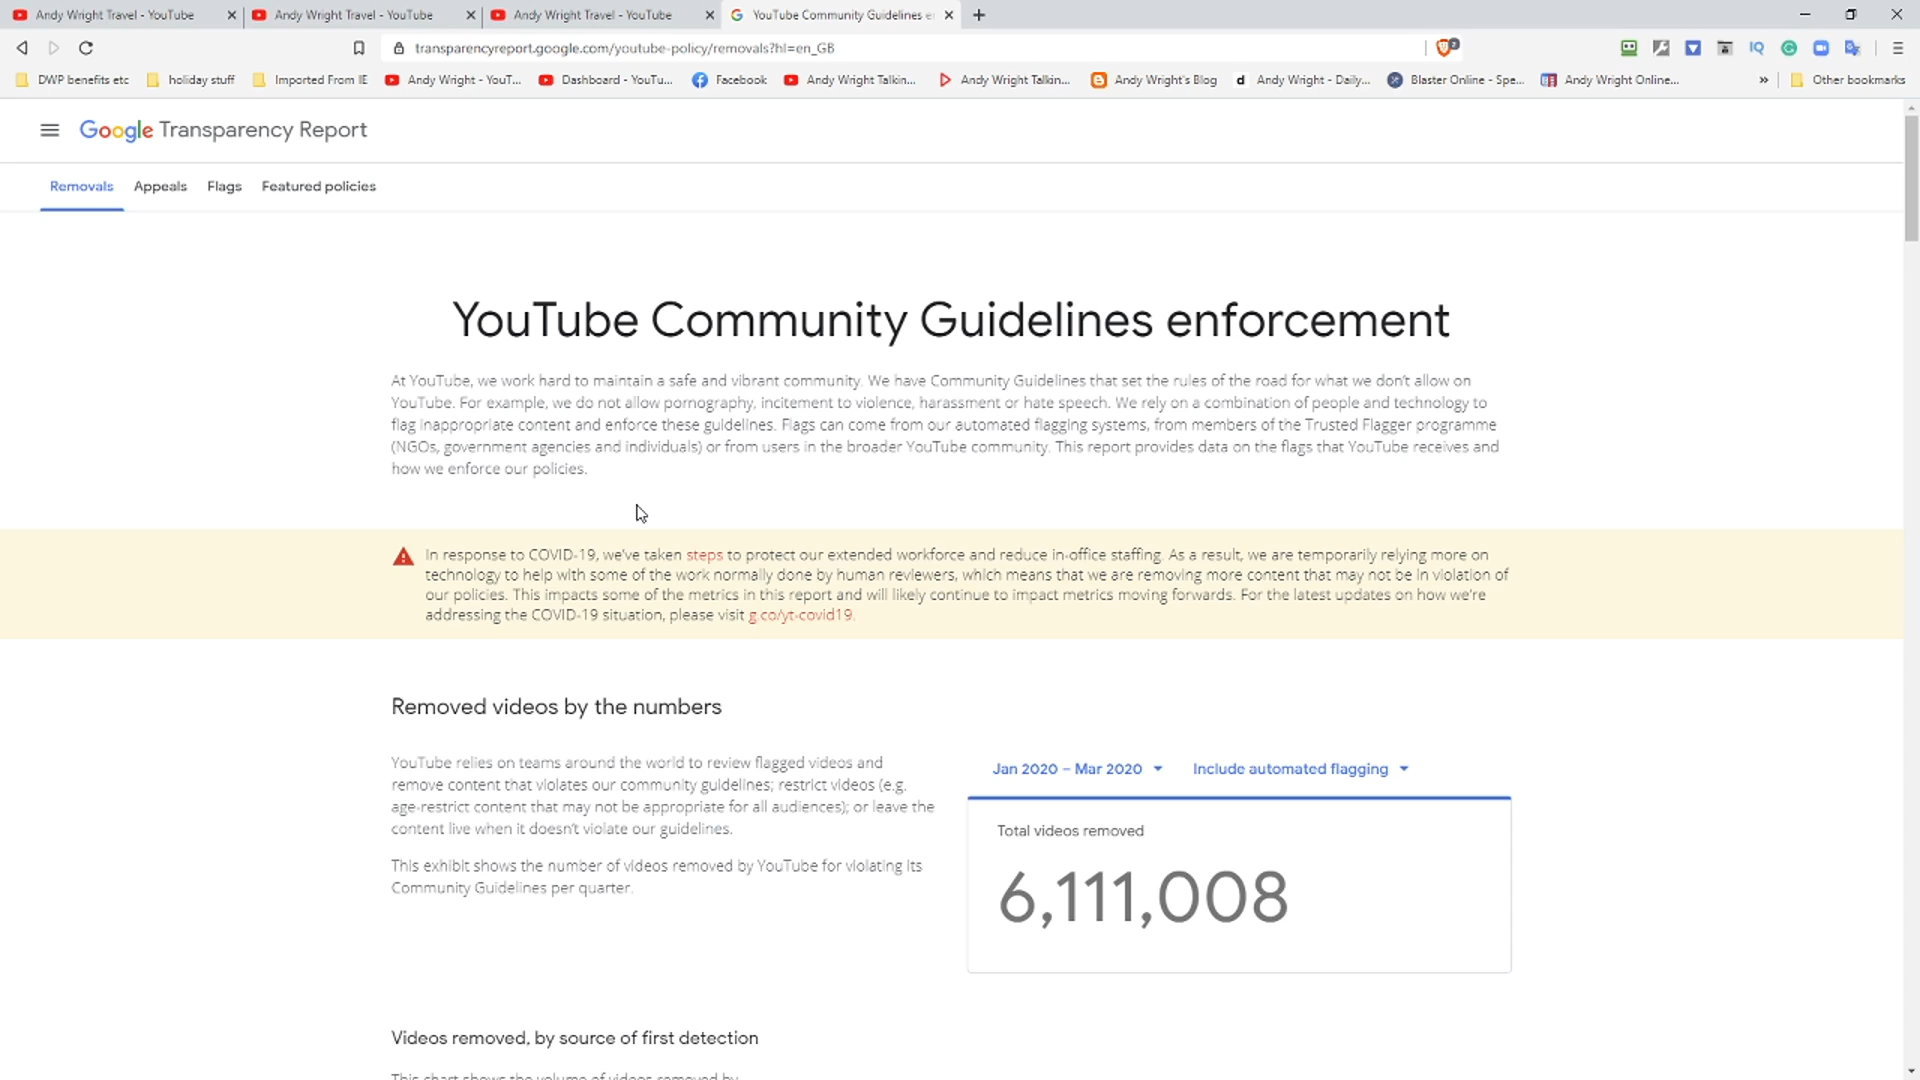 Andy Wright Travel - YouTube
Andy Wright Travel - YouTube
Andy Wright Travel - YouTube
YouTube Community Guidelines e
transparencyreport.google.com/youtube-policy/removals?hl=en_GB
DWP benefits etc
holiday stuff
Imported From IE
Andy Wright - YouT...
Dashboard - YouTu...
Facebook
Andy Wright Talkin...
Andy Wright Talkin...
Andy Wright's Blog
Andy Wright - Daily...
Blaster Online - Spe...
Andy Wright Online...
Other bookmarks
Google Transparency Report
Removals
Appeals
Flags
Featured policies
YouTube Community Guidelines enforcement
At YouTube, we work hard to maintain a safe and vibrant community. We have Community Guidelines that set the rules of the road for what we don't allow on
YouTube. For example, we do not allow pornography, incitement to violence, harassment or hate speech. We rely on a combination of people and technology to
flag inappropriate content and enforce these guidelines. Flags can come from our automated flagging systems, from members of the Trusted Flagger programme
(NGOs, government agencies and individuals) or from users in the broader YouTube community. This report provides data on the flags that YouTube receives and
how we enforce our policies.
In response to COVID-19, we've taken steps to protect our extended workforce and reduce in-office staffing. As a result, we are temporarily relying more on
technology to help with some of the work normally done by human reviewers, which means that we are removing more content that may not be in violation of
our policies. This impacts some of the metrics in this report and will likely continue to impact metrics moving forwards. For the latest updates on how we're
addressing the COVID-19 situation, please visit g.co/yt-covid19.
Removed videos by the numbers
YouTube relies on teams around the world to review flagged videos and
remove content that violates our community guidelines; restrict videos (e.g.
age-restrict content that may not be appropriate for all audiences); or leave the
content live when it doesn't violate our guidelines.
This exhibit shows the number of videos removed by YouTube for violating its
Community Guidelines per quarter.
Jan 2020 – Mar 2020
Include automated flagging
Total videos removed
6,111,008
Videos removed, by source of first detection
This chart shows the volume of videos removed by